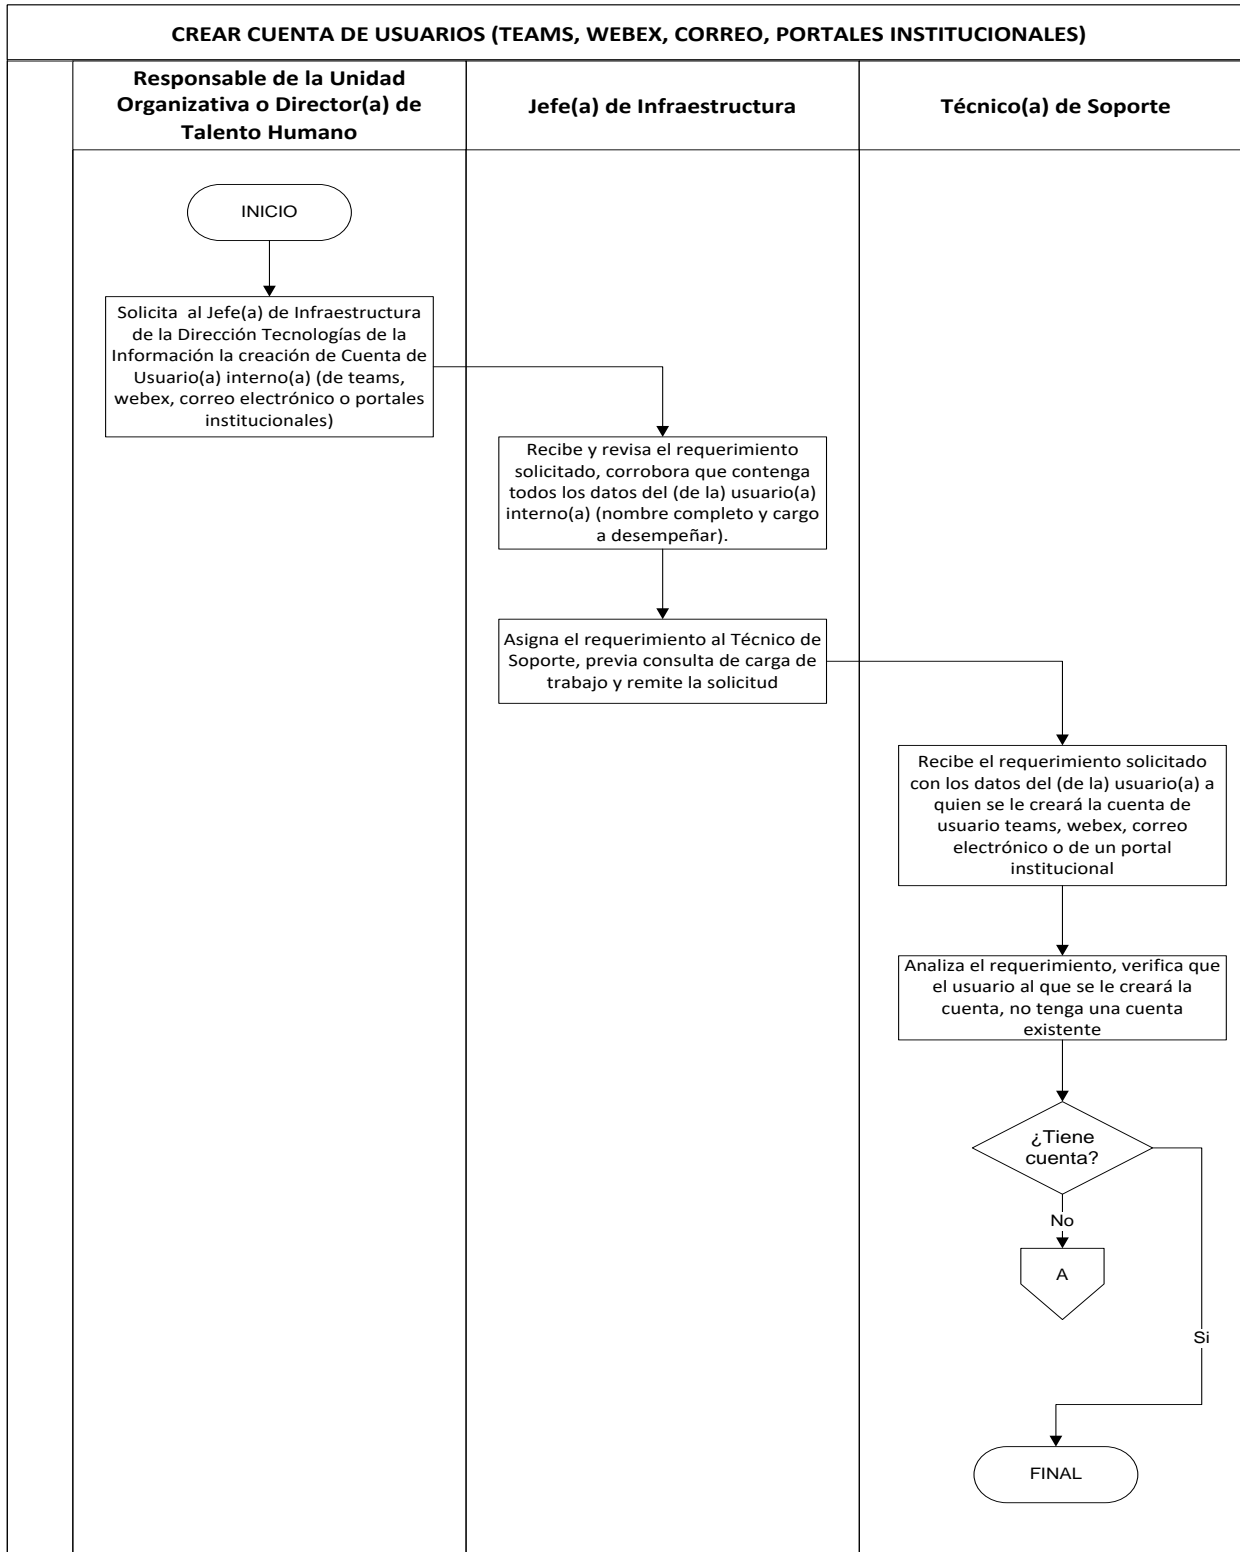 CREAR CUENTA DE USUARIOS (TEAMS, WEBEX, CORREO, PORTALES INSTITUCIONALES)
Responsable de la Unidad
Organizativa o Director(a) de
Talento Humano
Jefe(a) de Infraestructura
Técnico(a) de Soporte
INICIO
Solicita al Jefe(a) de Infraestructura
de la Dirección Tecnologías de la
Información la creación de Cuenta de
Usuario(a) interno(a) (de teams,
webex, correo electrónico o portales
institucionales)
Recibe y revisa el requerimiento
solicitado, corrobora que contenga
todos los datos del (de la) usuario(a)
interno(a) (nombre completo y cargo
a desempeñar).
Asigna el requerimiento al Técnico de
Soporte, previa consulta de carga de
trabajo y remite la solicitud
Recibe el requerimiento solicitado
con los datos del (de la) usuario(a) a
quien se le creará la cuenta de
usuario teams, webex, correo
electrónico o de un portal
institucional
Analiza el requerimiento, verifica que
el usuario al que se le creará la
cuenta, no tenga una cuenta
existente
¿Tiene
cuenta?
No
A
Si
FINAL